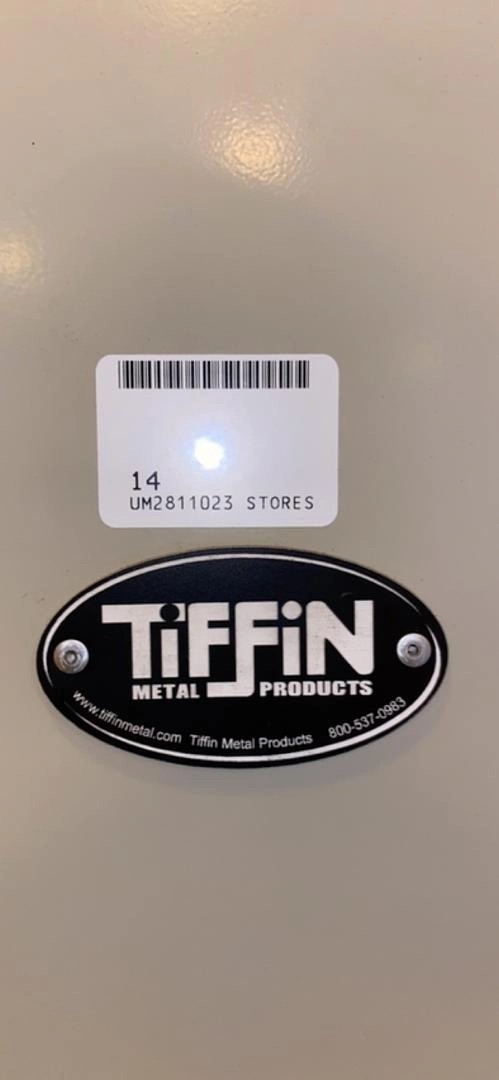 14
UM2811023 STORES
TiFFiN
METAL PRODUCTS
www.tiffinmetal.com Tiffin Metal Products 800-537-0983